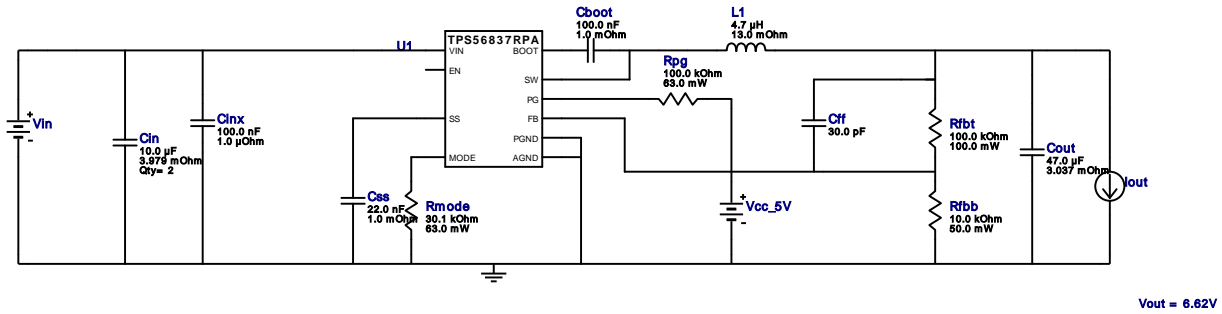 Cboot
100.0 nF
1.0 mOhm
L1
4.7 µH
13.0 mOhm
U1
TPS56837RPA
VIN
BOOT
EN
SW
PG
SS
FB
PGND
MODE
AGND
Rpg
100.0 kOhm
63.0 mW
Vin
Cin
10.0 µF
3.979 mOhm
Qty= 2
Cinx
100.0 nF
1.0 µOhm
Cff
30.0 pF
Rfbt
100.0 kOhm
100.0 mW
Cout
47.0 µF
3.037 mOhm
Iout
Css
22.0 nF
1.0 mOhm
Rmode
30.1 kOhm
63.0 mW
Vcc_5V
Rfbb
10.0 kOhm
50.0 mW
Vout = 6.62V